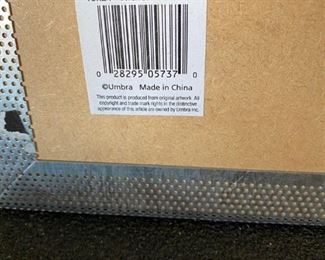 0 28295 05737 0
©Umbra Made in China
This product is produced from original artwork. All
copyright and trade mark rights in the distinctive
appearance of this article are owned by Umbra Inc.